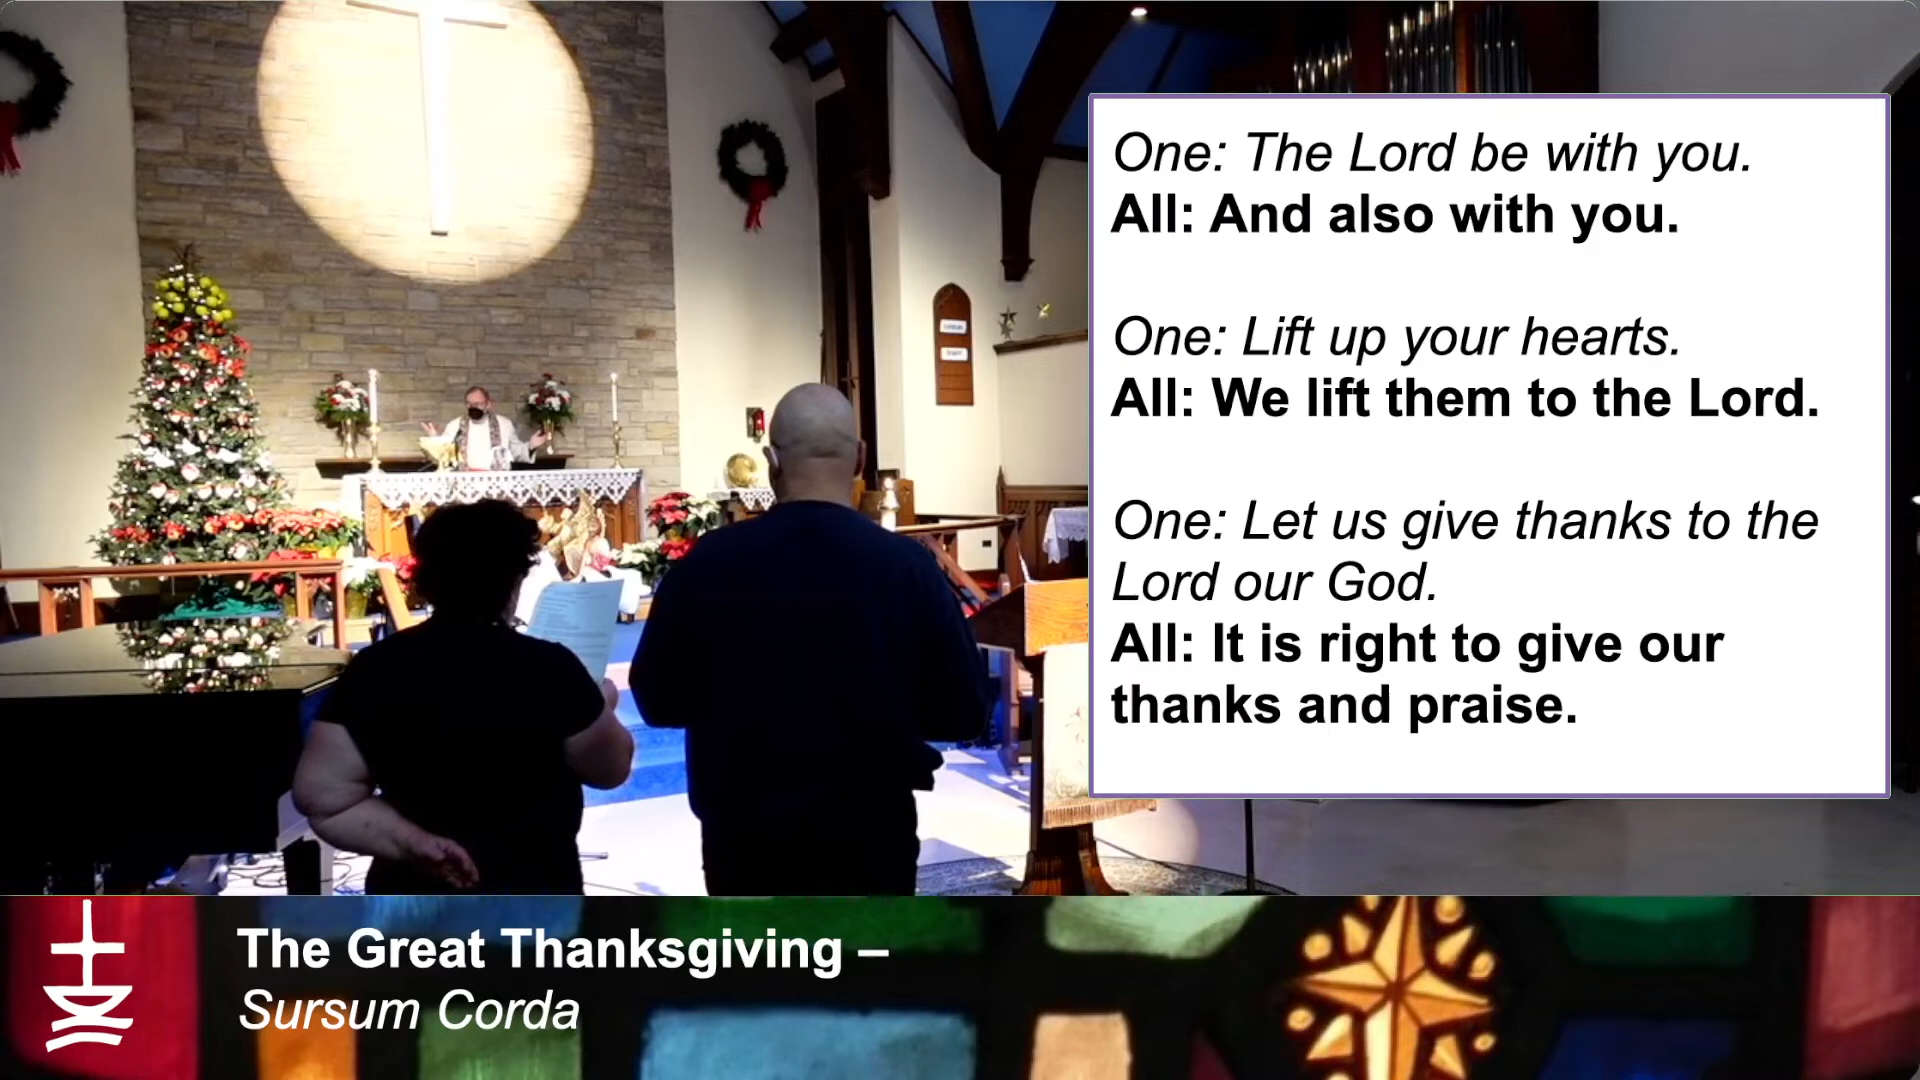 One: The Lord be with you.
All: And also with you.
One: Lift up your hearts.
All: We lift them to the Lord.
One: Let us give thanks to the
Lord our God.
All: It is right to give our
thanks and praise.
The Great Thanksgiving –
Sursum Corda